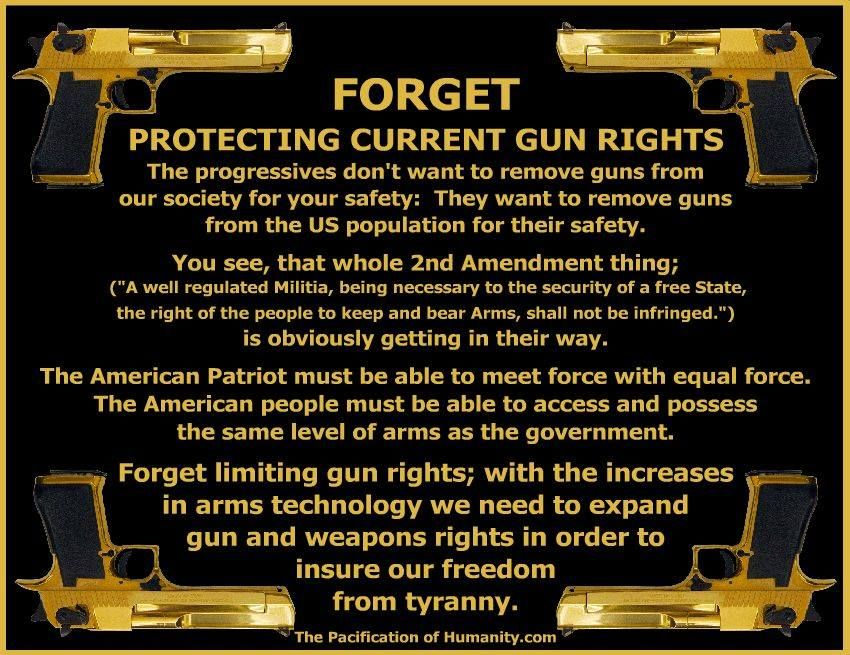 FORGET
PROTECTING CURRENT GUN RIGHTS
The progressives don't want to remove guns from
our society for your safety:  They want to remove guns
from the US population for their safety.
You see, that whole 2nd Amendment thing;
("A well regulated Militia, being necessary to the security of a free State,
the right of the people to keep and bear Arms, shall not be infringed.")
is obviously getting in their way.
The American Patriot must be able to meet force with equal force.
The American people must be able to access and possess
the same level of arms as the government.
Forget limiting gun rights; with the increases
in arms technology we need to expand
gun and weapons rights in order to
insure our freedom
from tyranny.
The Pacification of Humanity.com